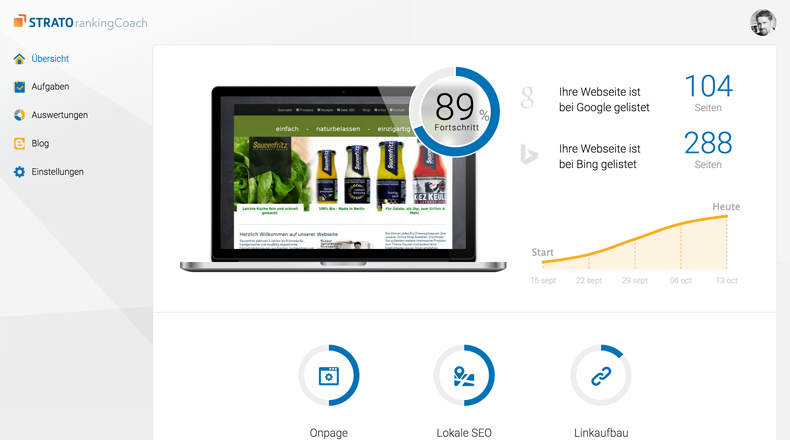 STRATO rankingCoach
Übersicht
Aufgaben
Auswertungen
Blog
Einstellungen
89 %
Fortschritt
Startseite
einfach - naturbelassen - einzigartig
Saucenfritz
Leichte Küche fein und schnell gemacht
100% Bio - Made in Berlin
Für Salate, als Dip, zum Grillen & Mehr
Herzlich Willkommen auf unserer Webseite
Ihre Webseite ist
bei Google gelistet
104
Seiten
Ihre Webseite ist
bei Bing gelistet
288
Seiten
Heute
Start
15 sept
22 sept
29 sept
06 oct
13 oct
Onpage
Lokale SEO
Linkaufbau